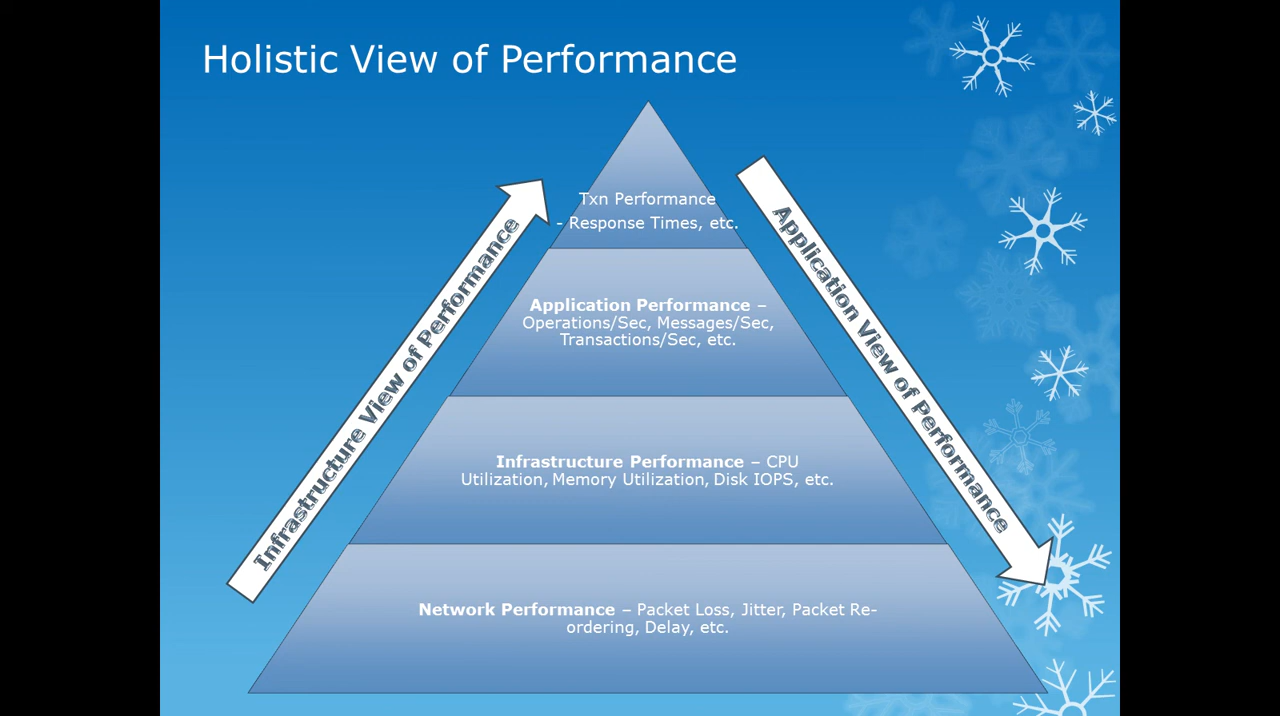 Holistic View of Performance
Txn Performance
- Response Times, etc.
Application Performance –
Operations/Sec, Messages/Sec,
Transactions/Sec, etc.
Infrastructure Performance – CPU
Utilization, Memory Utilization, Disk IOPS, etc.
Network Performance – Packet Loss, Jitter, Packet Re-
ordering, Delay, etc.
Infrastructure View of Performance
Application View of Performance